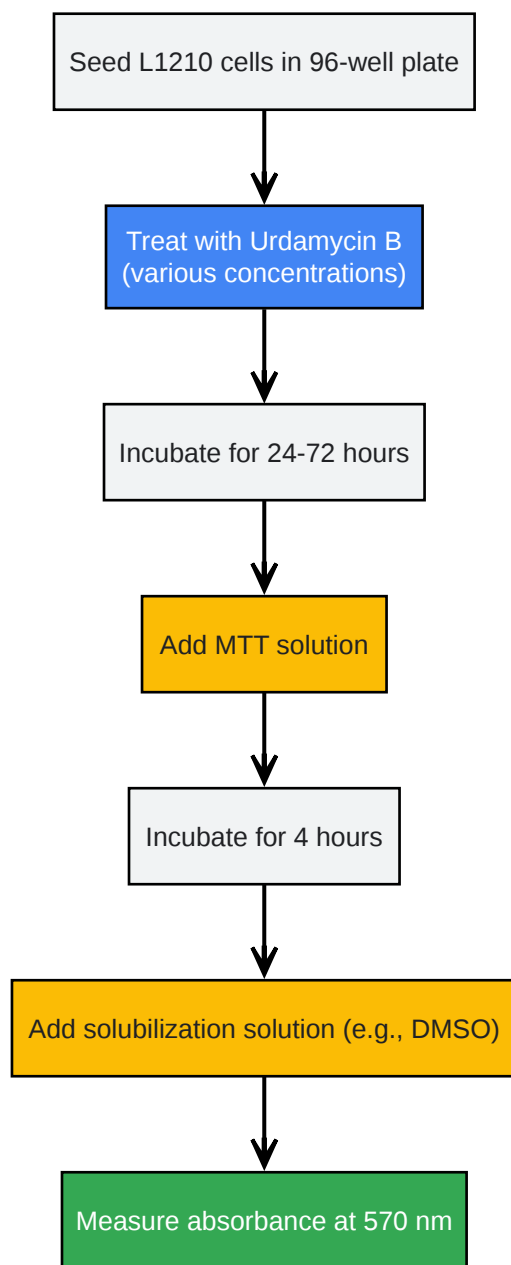 Seed L1210 cells in 96-well plate
Treat with Urdamycin B
(various concentrations)
Incubate for 24-72 hours
Add MTT solution
Incubate for 4 hours
Add solubilization solution (e.g., DMSO)
Measure absorbance at 570 nm